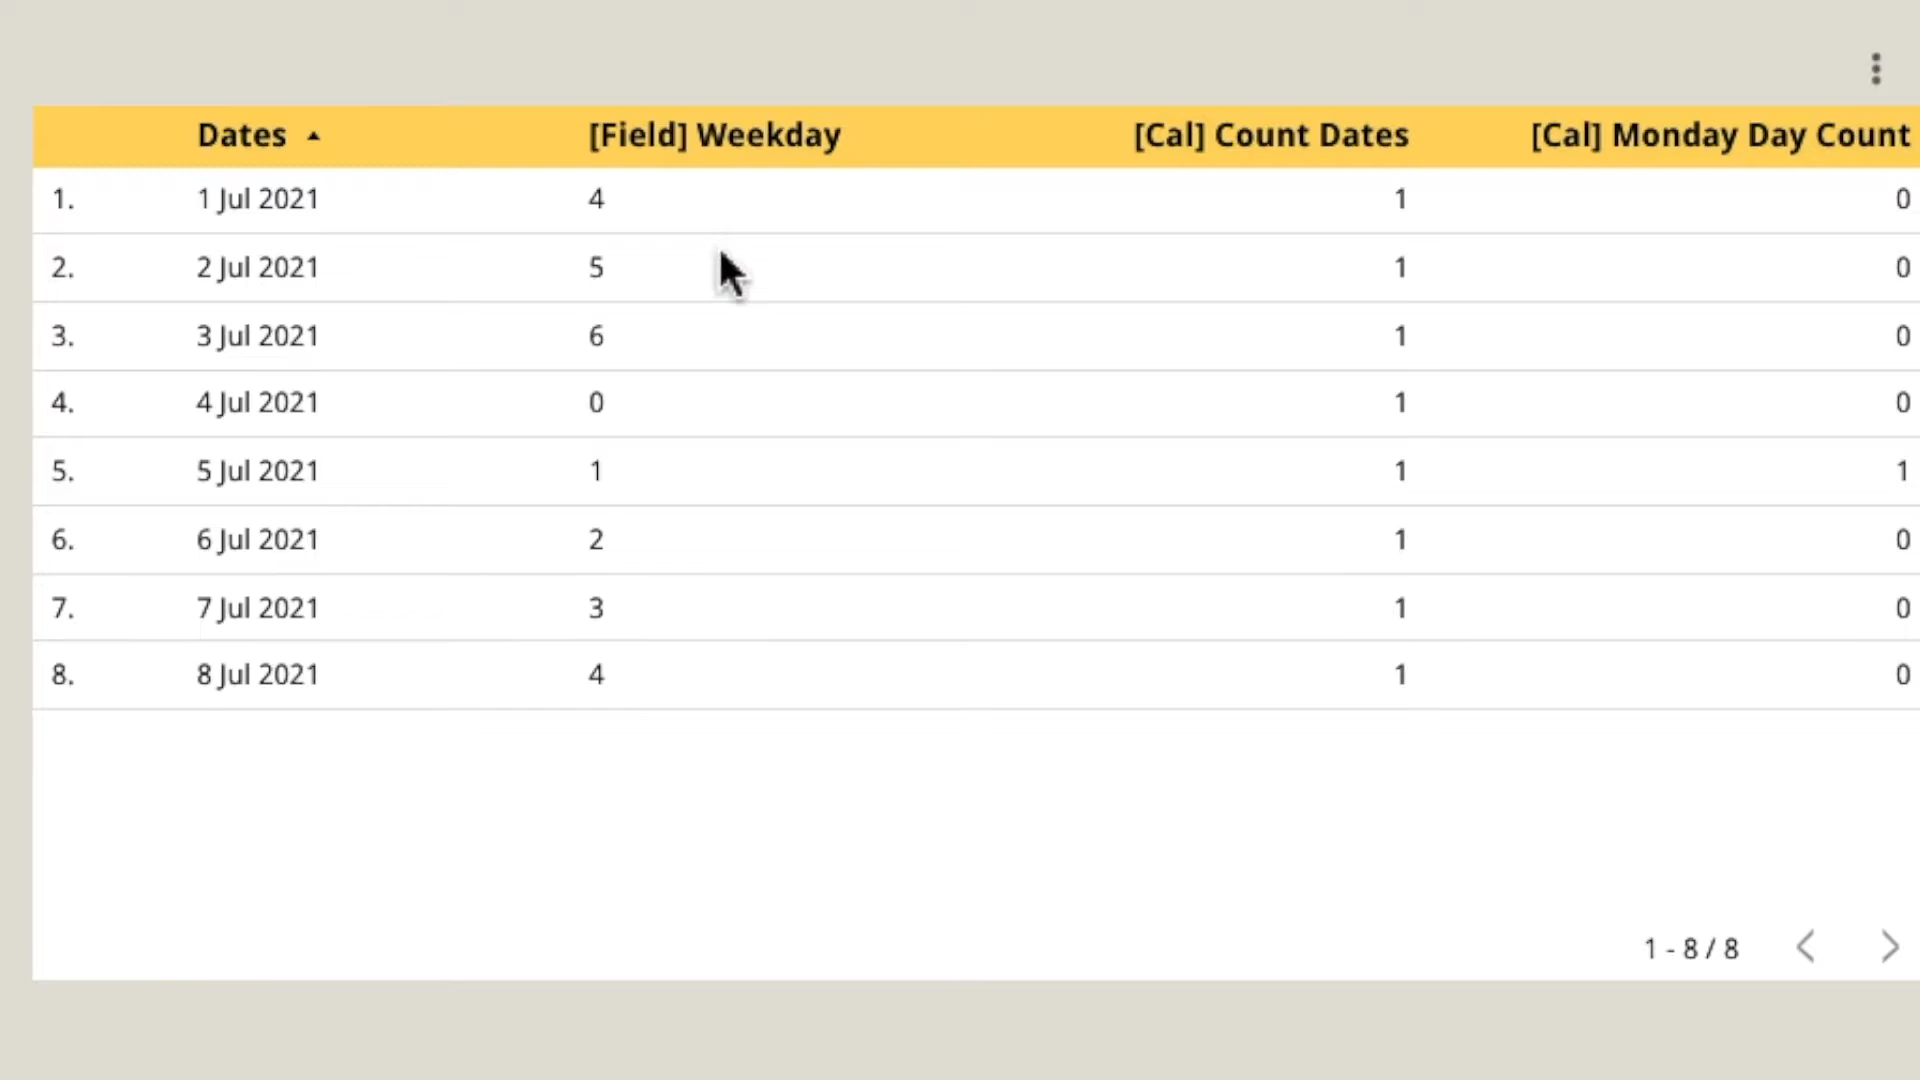 Dates [Field] Weekday [Cal] Count Dates [Cal] Monday Day Count
1. 1 Jul 2021 4 1 0
2. 2 Jul 2021 5 1 0
3. 3 Jul 2021 6 1 0
4. 4 Jul 2021 0 1 0
5. 5 Jul 2021 1 1 1
6. 6 Jul 2021 2 1 0
7. 7 Jul 2021 3 1 0
8. 8 Jul 2021 4 1 0
1 - 8 / 8